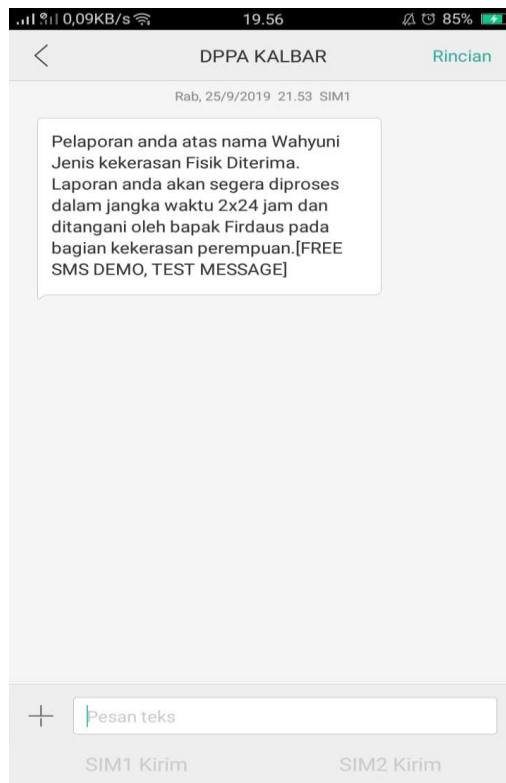 0,09KB/s 19.56 85%
DPPA KALBAR Rincian
Rab, 25/9/2019 21.53 SIM1
Pelaporan anda atas nama Wahyuni
Jenis kekerasan Fisik Diterima.
Laporan anda akan segera diproses
dalam jangka waktu 2x24 jam dan
ditangani oleh bapak Firdaus pada
bagian kekerasan perempuan.[FREE
SMS DEMO, TEST MESSAGE]
Pesan teks
SIM1 Kirim SIM2 Kirim